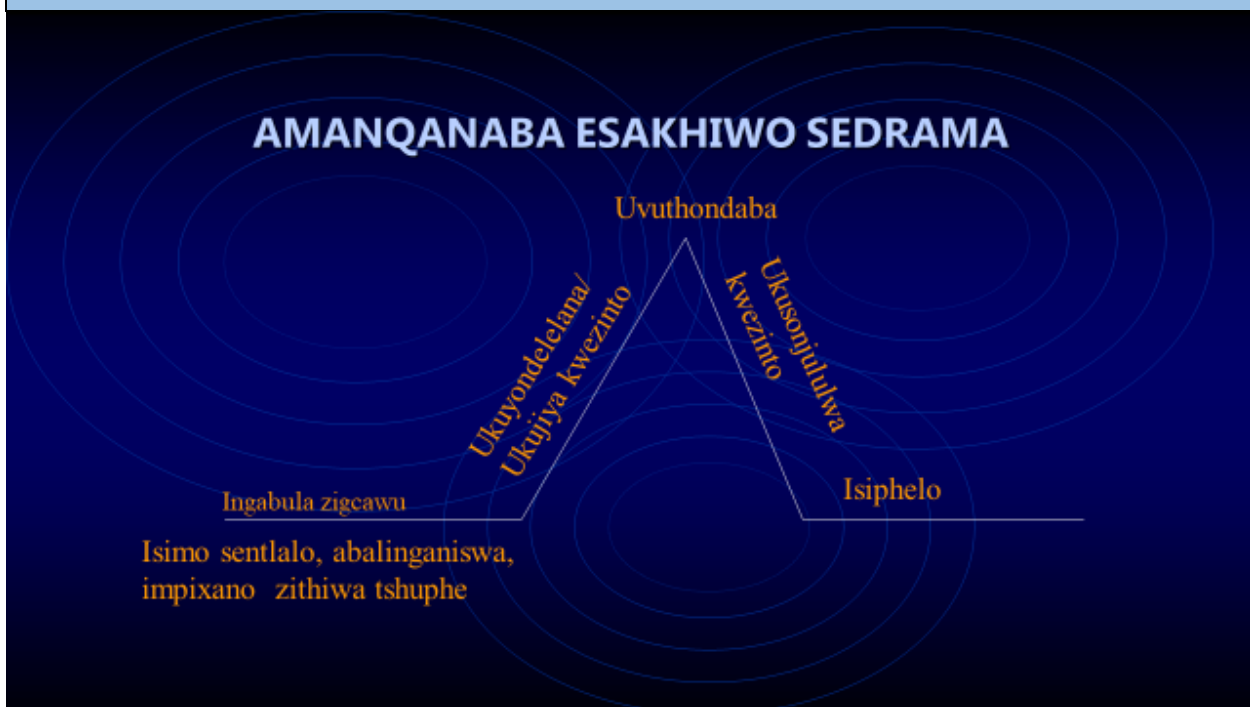 AMANQANABA ESAKHIWO SEDRAMA
Uvuthondaba
Ukuyondelelana/
Ukujiya kwezinto
Ukusonjululwa
kwezinto
Ingabula zigcawu
Isiphelo
Isimo sentlalo, abalinganiswa,
impixano zithiwa tshuphe